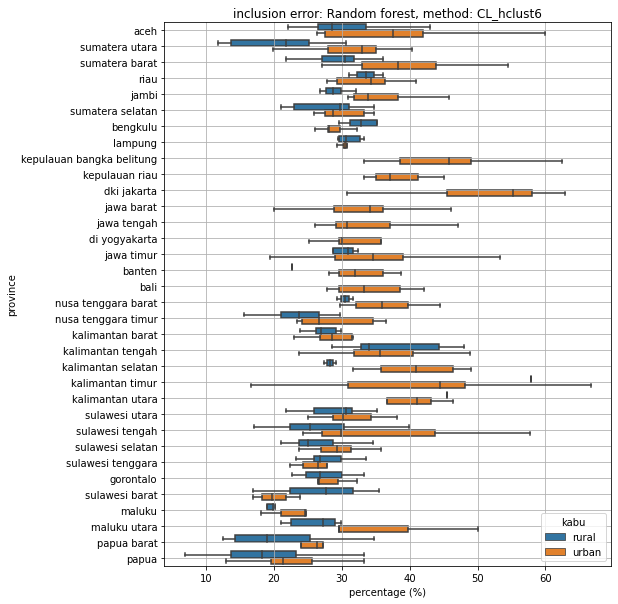 inclusion error: Random forest, method: CL_hclust6
aceh
sumatera utara
sumatera barat
riau
jambi
sumatera selatan
bengkulu
lampung
kepulauan bangka belitung
kepulauan riau
dki jakarta
jawa barat
jawa tengah
di yogyakarta
jawa timur
banten
bali
nusa tenggara barat
nusa tenggara timur
kalimantan barat
kalimantan tengah
kalimantan selatan
kalimantan timur
kalimantan utara
sulawesi utara
sulawesi tengah
sulawesi selatan
sulawesi tenggara
gorontalo
sulawesi barat
maluku
maluku utara
papua barat
papua
province
kabu
rural
urban
10 20 30 40 50 60
percentage (%)